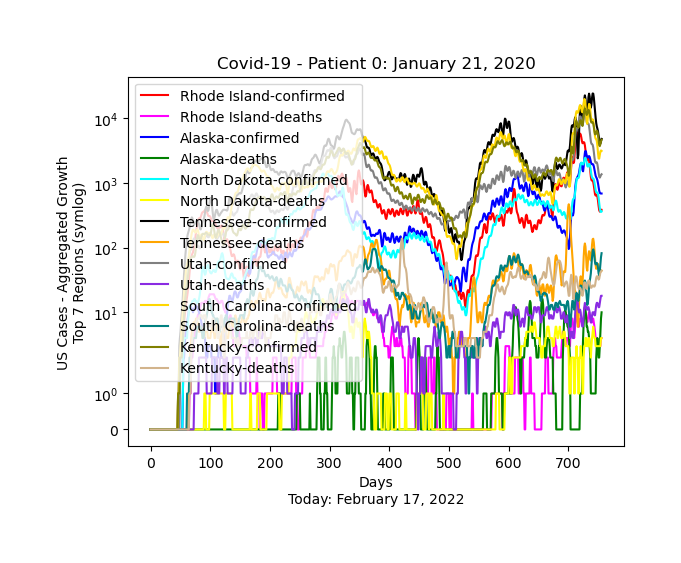 Covid-19 - Patient 0: January 21, 2020
US Cases - Aggregated Growth
Top 7 Regions (symlog)
10^4
10^3
10^2
10^1
10^0
0
Rhode Island-confirmed
Rhode Island-deaths
Alaska-confirmed
Alaska-deaths
North Dakota-confirmed
North Dakota-deaths
Tennessee-confirmed
Tennessee-deaths
Utah-confirmed
Utah-deaths
South Carolina-confirmed
South Carolina-deaths
Kentucky-confirmed
Kentucky-deaths
0 100 200 300 400 500 600 700
Days
Today: February 17, 2022